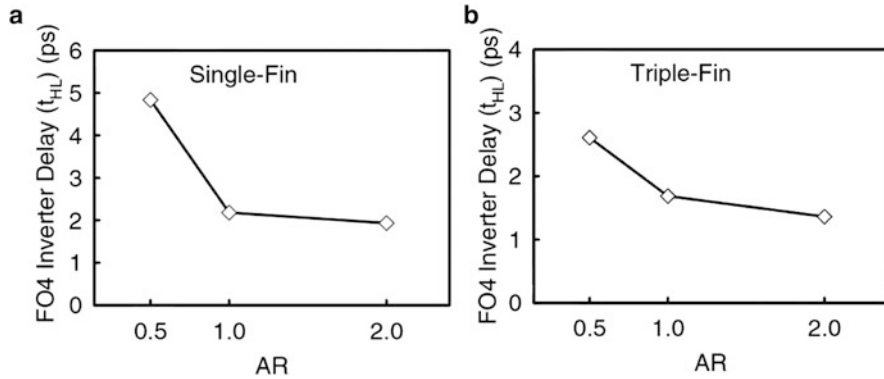 a
FO4 Inverter Delay (tHL) (ps)
6
5
4
3
2
1
0
Single-Fin
0.5 1.0 2.0
AR
b
FO4 Inverter Delay (tHL) (ps)
4
3
2
1
0
Triple-Fin
0.5 1.0 2.0
AR